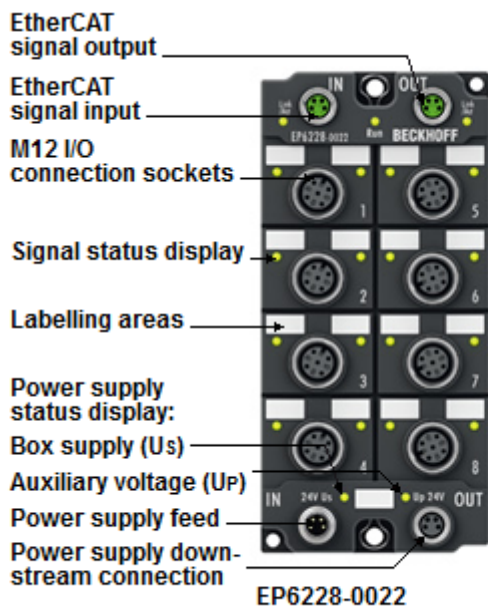 EtherCAT
signal output
EtherCAT
signal input
M12 I/O
connection sockets
Signal status display
Labelling areas
Power supply
status display:
Box supply (Us)
Auxiliary voltage (UP)
Power supply feed
Power supply down-
stream connection
IN OUT
EP6228-0022 Run BECKHOFF
1 5
2 6
3 7
4 8
IN 24V Us Up 24V OUT
EP6228-0022